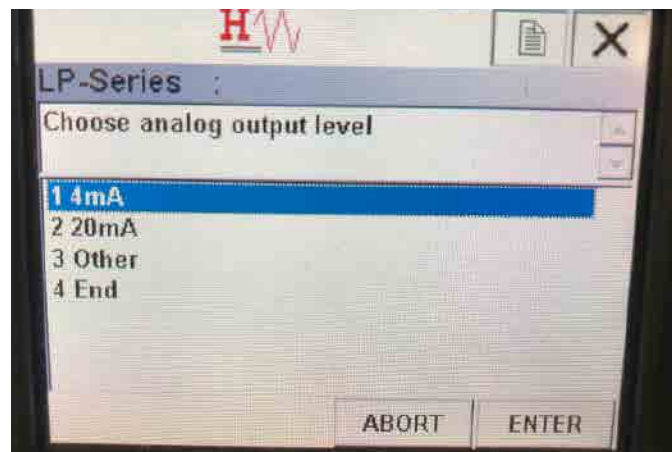 H
LP-Series :
Choose analog output level
1 4mA
2 20mA
3 Other
4 End
ABORT ENTER